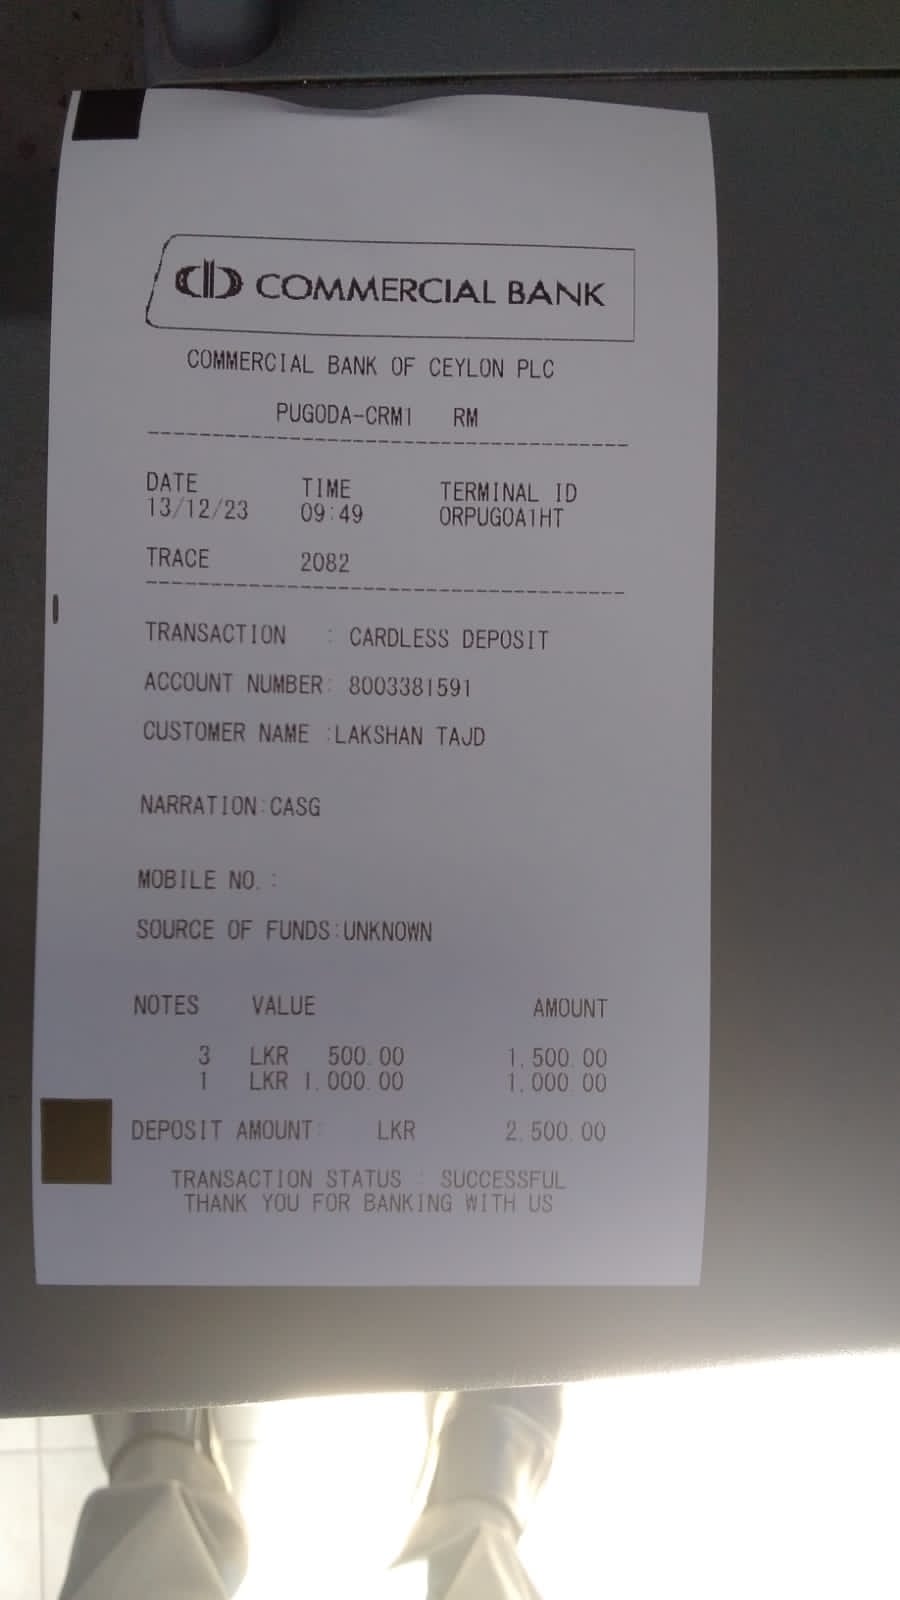 COMMERCIAL BANK
COMMERCIAL BANK OF CEYLON PLC
PUGODA-CRM1 RM
DATE TIME TERMINAL ID
13/12/23 09:49 ORPUGOA1HT
TRACE 2082
TRANSACTION : CARDLESS DEPOSIT
ACCOUNT NUMBER: 8003381591
CUSTOMER NAME :LAKSHAN TAJD
NARRATION:CASG
MOBILE NO. :
SOURCE OF FUNDS:UNKNOWN
NOTES VALUE AMOUNT
3 LKR 500.00 1,500.00
1 LKR 1,000.00 1,000.00
DEPOSIT AMOUNT: LKR 2,500.00
TRANSACTION STATUS : SUCCESSFUL
THANK YOU FOR BANKING WITH US